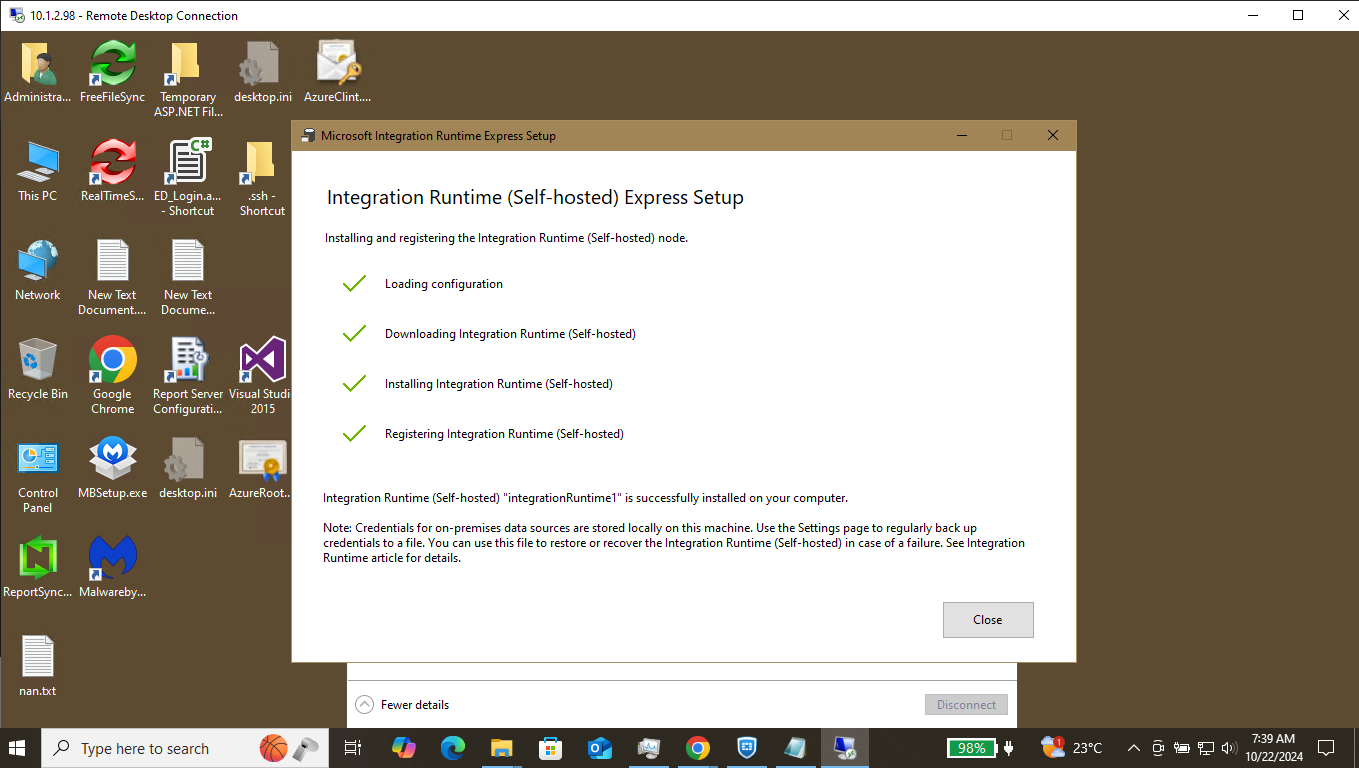 10.1.2.98 - Remote Desktop Connection
Administra...
FreeFileSync
Temporary
ASP.NET Fil...
desktop.ini
AzureClint....
This PC
RealTimeS...
ED_Login.a...
- Shortcut
.ssh -
Shortcut
Network
New Text
Document....
New Text
Docume...
Recycle Bin
Google
Chrome
Report Server
Configurati...
Visual Studi
2015
Control
Panel
MBSetup.exe
desktop.ini
AzureRoot...
ReportSync...
Malwareby...
nan.txt
Microsoft Integration Runtime Express Setup
Integration Runtime (Self-hosted) Express Setup
Installing and registering the Integration Runtime (Self-hosted) node.
Loading configuration
Downloading Integration Runtime (Self-hosted)
Installing Integration Runtime (Self-hosted)
Registering Integration Runtime (Self-hosted)
Integration Runtime (Self-hosted) "integrationRuntime1" is successfully installed on your computer.
Note: Credentials for on-premises data sources are stored locally on this machine. Use the Settings page to regularly back up
credentials to a file. You can use this file to restore or recover the Integration Runtime (Self-hosted) in case of a failure. See Integration
Runtime article for details.
Close
Fewer details
Disconnect
Type here to search
98%
1
23°C
7:39 AM
10/22/2024